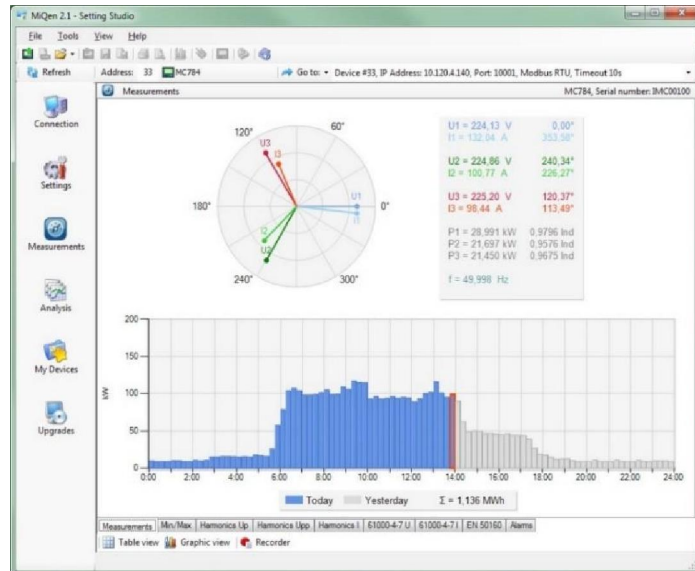 MiQen 2.1 - Setting Studio
File Tools View Help
Refresh Address: 33 MC784 Go to: Device #33, IP Address: 10.120.4.140, Port: 10001, Modbus RTU, Timeout 10s
Measurements MC784, Serial number: IMC00100
Connection
Settings
Measurements
Analysis
My Devices
Upgrades
120° 60°
U3
I3
180° U1 0°
I1
I2
U2
240° 300°
U1 = 224,13 V 0,00°
I1 = 132,04 A 353,58°
U2 = 224,86 V 240,34°
I2 = 100,77 A 226,27°
U3 = 225,20 V 120,37°
I3 = 98,44 A 113,49°
P1 = 28,991 kW 0,9796 Ind
P2 = 21,697 kW 0,9576 Ind
P3 = 21,450 kW 0,9675 Ind
f = 49,998 Hz
200
150
100
50
0
kW
0:00 2:00 4:00 6:00 8:00 10:00 12:00 14:00 16:00 18:00 20:00 22:00 24:00
Today Yesterday Σ = 1,136 MWh
Measurements Min/Max Harmonics Up Harmonics Upp Harmonics I 61000-4-7 U 61000-4-7 I EN 50160 Alarms
Table view Graphic view Recorder